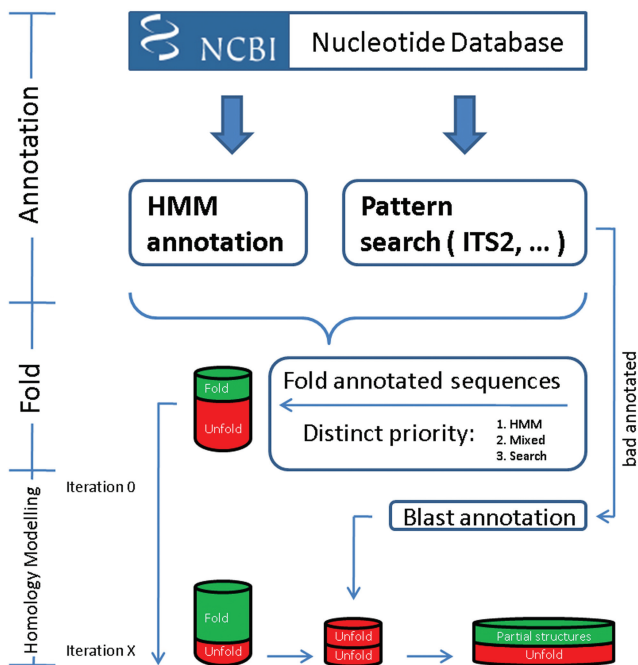 NCBI
Nucleotide Database
Annotation
HMM
annotation
Pattern
search ( ITS2, ... )
bad annotated
Fold
Fold
Unfold
Fold annotated sequences
Distinct priority:
1. HMM
2. Mixed
3. Search
Homology Modelling
Iteration 0
Blast annotation
Iteration X
Fold
Unfold
Unfold
Unfold
Partial structures
Unfold